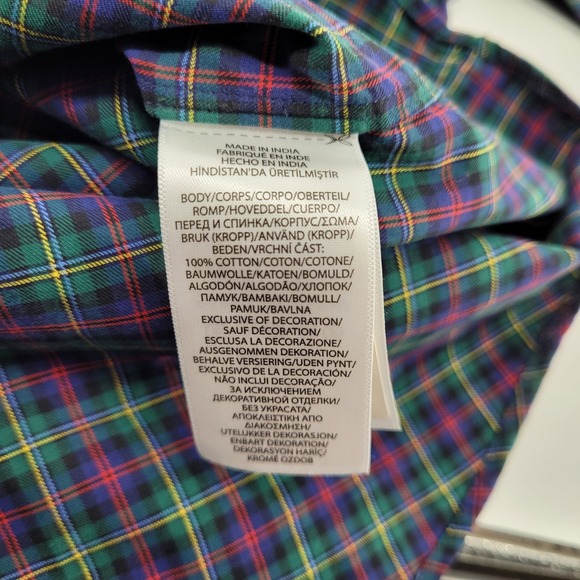 MADE IN INDIA
FABRIQUÉ EN INDE
HECHO EN INDIA
HİNDİSTAN'DA ÜRETİLMİŞTİR
BODY/CORPS/CORPO/OBERTEIL/
ROMP/HOVEDDEL/CUERPO/
ПЕРЕД И СПИНКА/КОРПУС/ΣΩΜΑ/
BRUK (KROPP)/ANVÄND (KROPP)/
BEDEN/VRCHNÍ ČÁST:
100% COTTON/COTON/COTONE/
BAUMWOLLE/KATOEN/BOMULD/
ALGODÓN/ALGODÃO/ХЛОПОК/
ПАМУК/ΒΑΜΒΑΚΙ/BOMULL/
PAMUK/BAVLNA
EXCLUSIVE OF DECORATION/
SAUF DÉCORATION/
ESCLUSA LA DECORAZIONE/
AUSGENOMMEN DEKORATION/
BEHALVE VERSIERING/UDEN PYNT/
EXCLUSIVO DE LA DECORACIÓN/
NÃO INCLUI DECORAÇÃO/
ЗА ИСКЛЮЧЕНИЕМ
ДЕКОРАТИВНОЙ ОТДЕЛКИ/
БЕЗ УКРАСАТА/
ΑΠΟΚΛΕΙΣΤΙΚΗ ΑΠΟ
ΔΙΑΚΟΣΜΗΣΗ/
UTELUKKER DEKORASJON/
ENBART DEKORATION/
DEKORASYON HARİÇ/
KROMĚ OZDOB